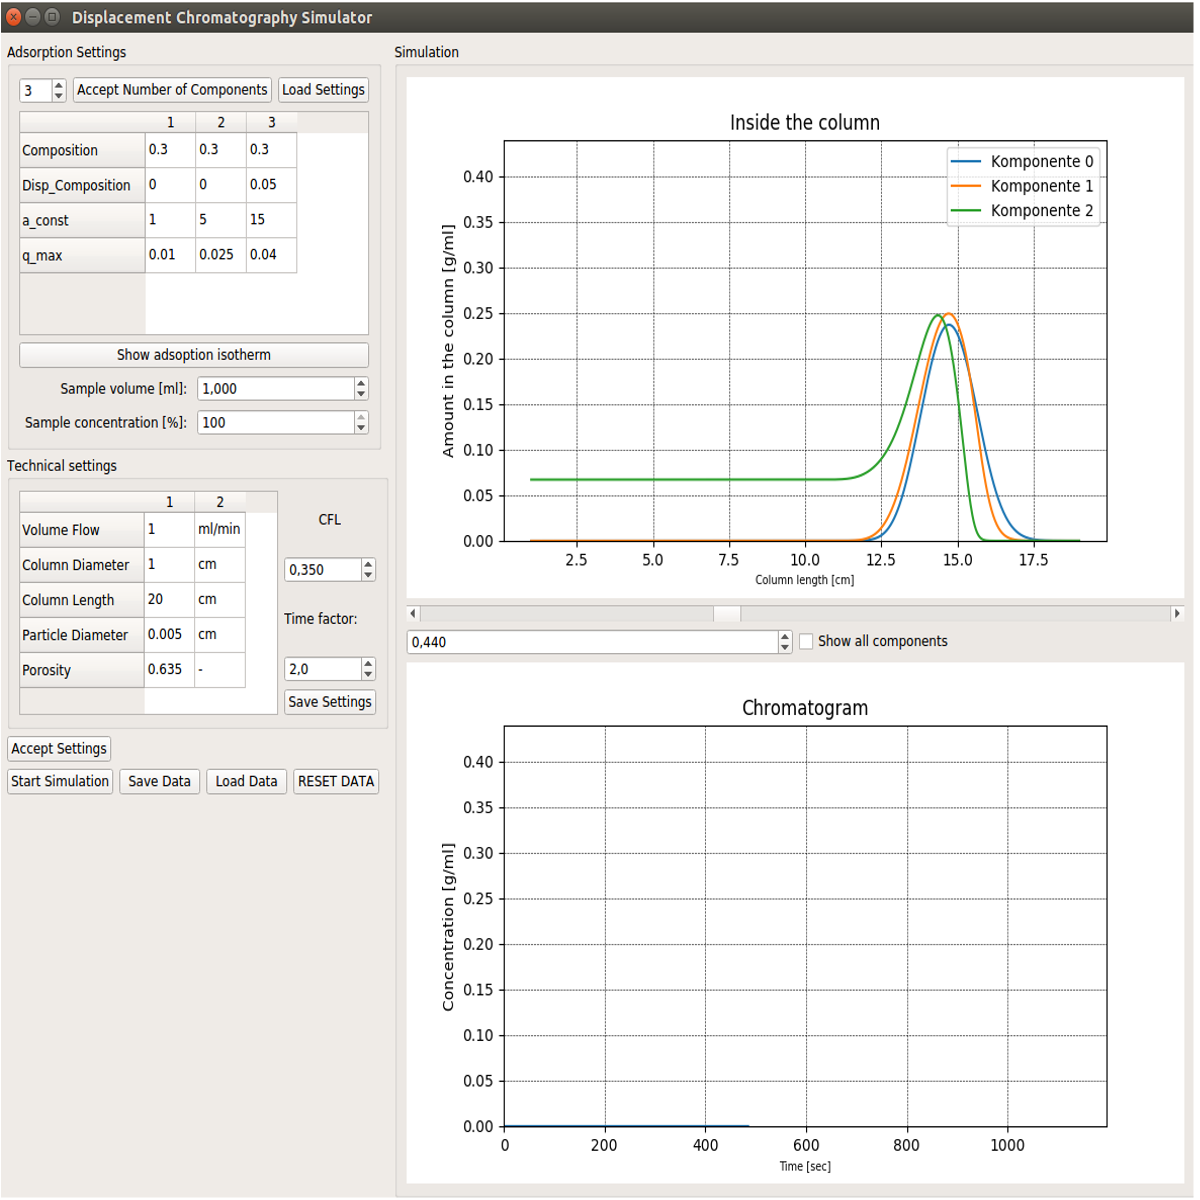 Displacement Chromatography Simulator
Adsorption Settings
3 Accept Number of Components Load Settings
1 2 3
Composition 0.3 0.3 0.3
Disp_Composition 0 0 0.05
a_const 1 5 15
q_max 0.01 0.025 0.04
Show adsoption isotherm
Sample volume [ml]: 1,000
Sample concentration [%]: 100
Technical settings
1 2
Volume Flow 1 ml/min
Column Diameter 1 cm
Column Length 20 cm
Particle Diameter 0.005 cm
Porosity 0.635 -
CFL
0,350
Time factor:
2,0
Save Settings
Accept Settings
Start Simulation Save Data Load Data RESET DATA
Simulation
Inside the column
Komponente 0
Komponente 1
Komponente 2
Amount in the column [g/ml]
0.40
0.35
0.30
0.25
0.20
0.15
0.10
0.05
0.00
2.5 5.0 7.5 10.0 12.5 15.0 17.5
Column length [cm]
0,440 Show all components
Chromatogram
Concentration [g/ml]
0.40
0.35
0.30
0.25
0.20
0.15
0.10
0.05
0.00
0 200 400 600 800 1000
Time [sec]